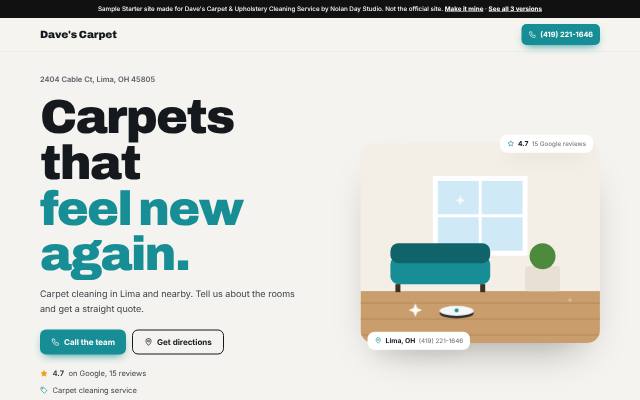 Sample Starter site made for Dave's Carpet & Upholstery Cleaning Service by Nolan Day Studio. Not the official site. Make it mine · See all 3 versions
Dave's Carpet
(419) 221-1646
2404 Cable Ct, Lima, OH 45805
Carpets
that
feel new
again.
Carpet cleaning in Lima and nearby. Tell us about the rooms
and get a straight quote.
Call the team
Get directions
4.7 on Google, 15 reviews
Carpet cleaning service
4.7 15 Google reviews
Lima, OH (419) 221-1646